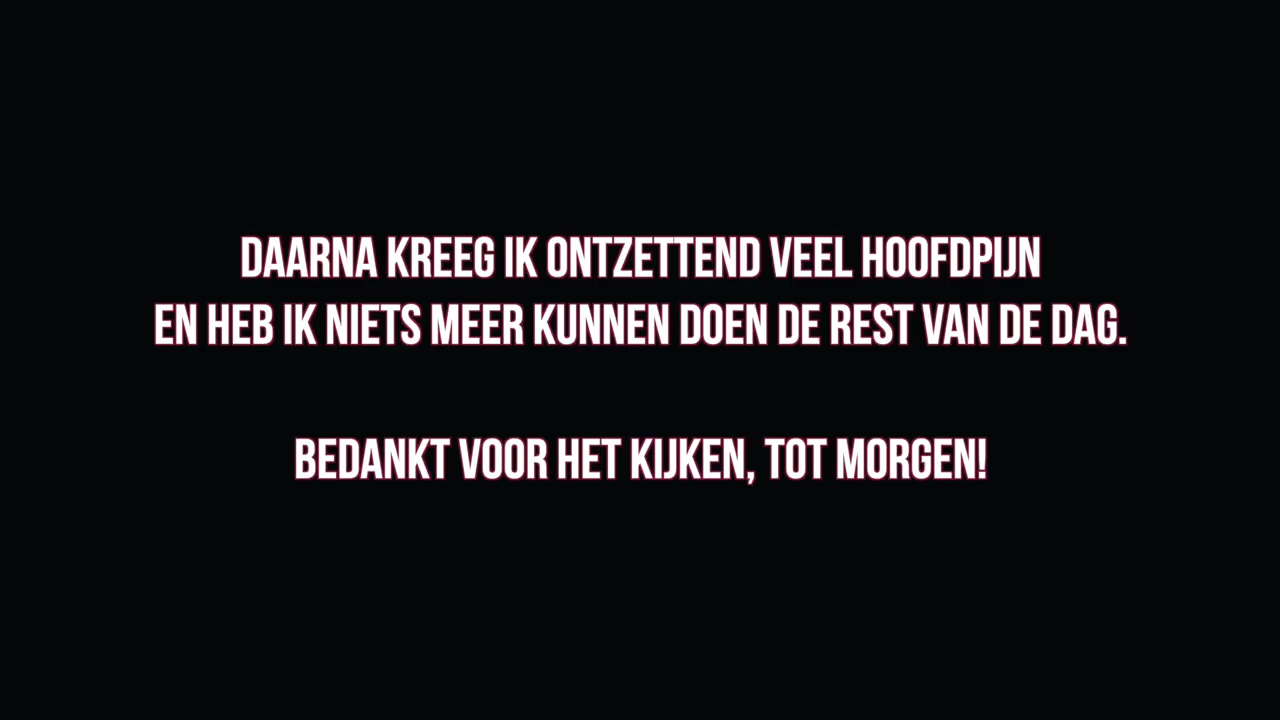 DAARNA KREEG IK ONTZETTEND VEEL HOOFDPIJN
EN HEB IK NIETS MEER KUNNEN DOEN DE REST VAN DE DAG.
BEDANKT VOOR HET KIJKEN, TOT MORGEN!